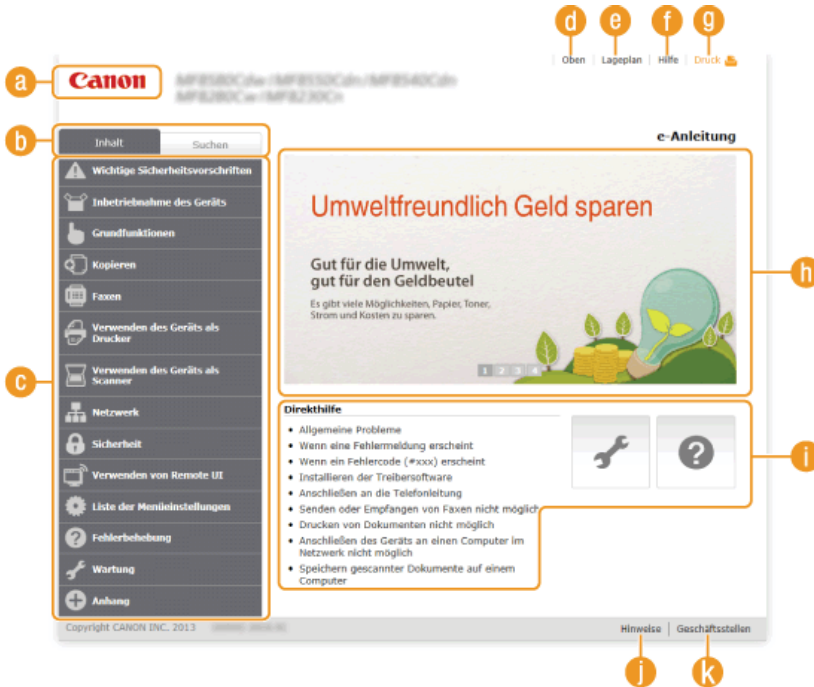 d e f g
Oben | Lageplan | Hilfe | Druck
a Canon MF8580Cdw/MF8550Cdn/MF8540Cdn
MF8280Cw/MF8230Cn
b Inhalt Suchen
e-Anleitung
Wichtige Sicherheitsvorschriften
Inbetriebnahme des Geräts
Grundfunktionen
Kopieren
Faxen
Verwenden des Geräts als
Drucker
c
Verwenden des Geräts als
Scanner
Netzwerk
Sicherheit
Verwenden von Remote UI
Liste der Menüeinstellungen
Fehlerbehebung
Wartung
Anhang
Umweltfreundlich Geld sparen
h
Gut für die Umwelt,
gut für den Geldbeutel
Es gibt viele Möglichkeiten, Papier, Toner,
Strom und Kosten zu sparen.
1 2 3 4
Direkthilfe
• Allgemeine Probleme
• Wenn eine Fehlermeldung erscheint
• Wenn ein Fehlercode (#xxx) erscheint
• Installieren der Treibersoftware
• Anschließen an die Telefonleitung
• Senden oder Empfangen von Faxen nicht möglich
• Drucken von Dokumenten nicht möglich
• Anschließen des Geräts an einen Computer im
Netzwerk nicht möglich
• Speichern gescannter Dokumente auf einem
Computer
?
i
Copyright CANON INC. 2013
Hinweise | Geschäftsstellen
j k